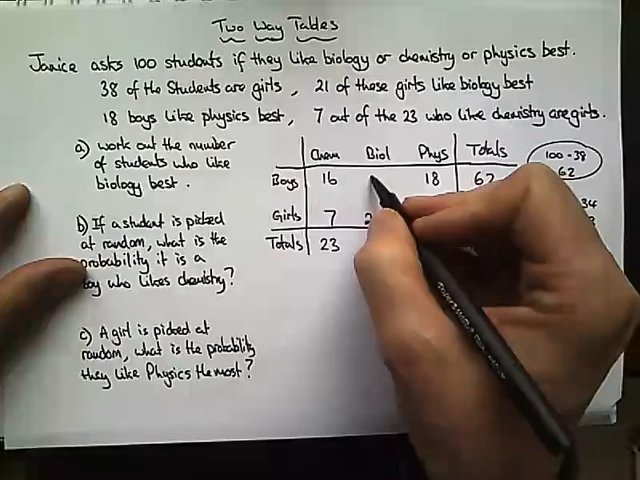 Two Way Tables
Janice asks 100 students if they like biology or chemistry or physics best.
38 of the students are girls, 21 of these girls like biology best
18 boys like physics best, 7 out of the 23 who like chemistry are girls.
a) work out the number
of students who like
biology best.
b) If a student is picked
at random, what is the
probability it is a
boy who likes chemistry?
c) A girl is picked at
random, what is the probability
they like Physics the most?
Chem Biol Phys Totals
Boys 16 18 62
Girls 7 2
Totals 23
100-38
62
34